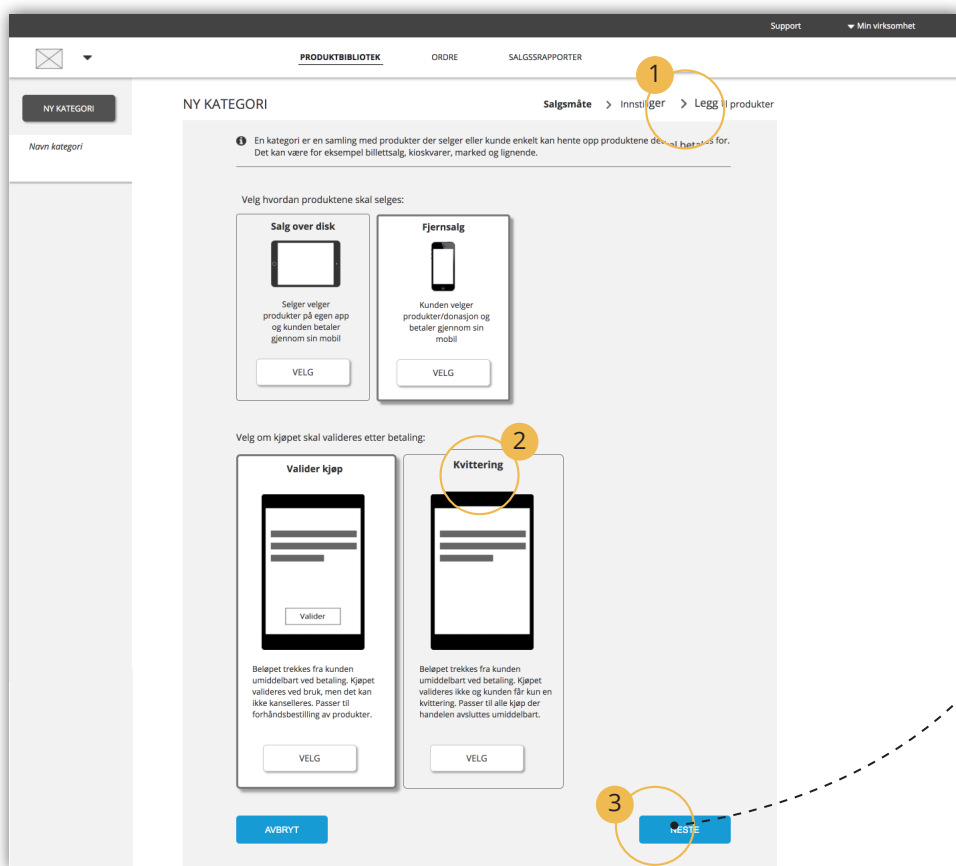 Support
Min virksomhet
PRODUKTBIBLIOTEK
ORDRE
SALGSSRAPPORTER
NY KATEGORI
Navn kategori
NY KATEGORI
1
Salgsmåte > Innstil ger > Legg il produkter
En kategori er en samling med produkter der selger eller kunde enkelt kan hente opp produktene det al betales for.
Det kan være for eksempel billettsalg, kioskvarer, marked og lignende.
Velg hvordan produktene skal selges:
Salg over disk
Selger velger
produkter på egen app
og kunden betaler
gjennom sin mobil
VELG
Fjernsalg
Kunden velger
produkter/donasjon og
betaler gjennom sin
mobil
VELG
Velg om kjøpet skal valideres etter betaling:
2
Valider kjøp
Valider
Beløpet trekkes fra kunden
umiddelbart ved betaling. Kjøpet
valideres ved bruk, men det kan
ikke kanselleres. Passer til
forhåndsbestilling av produkter.
VELG
Kvittering
Beløpet trekkes fra kunden
umiddelbart ved betaling. Kjøpet
valideres ikke og kunden får kun en
kvittering. Passer til alle kjøp der
handelen avsluttes umiddelbart.
VELG
3
AVBRYT
NESTE